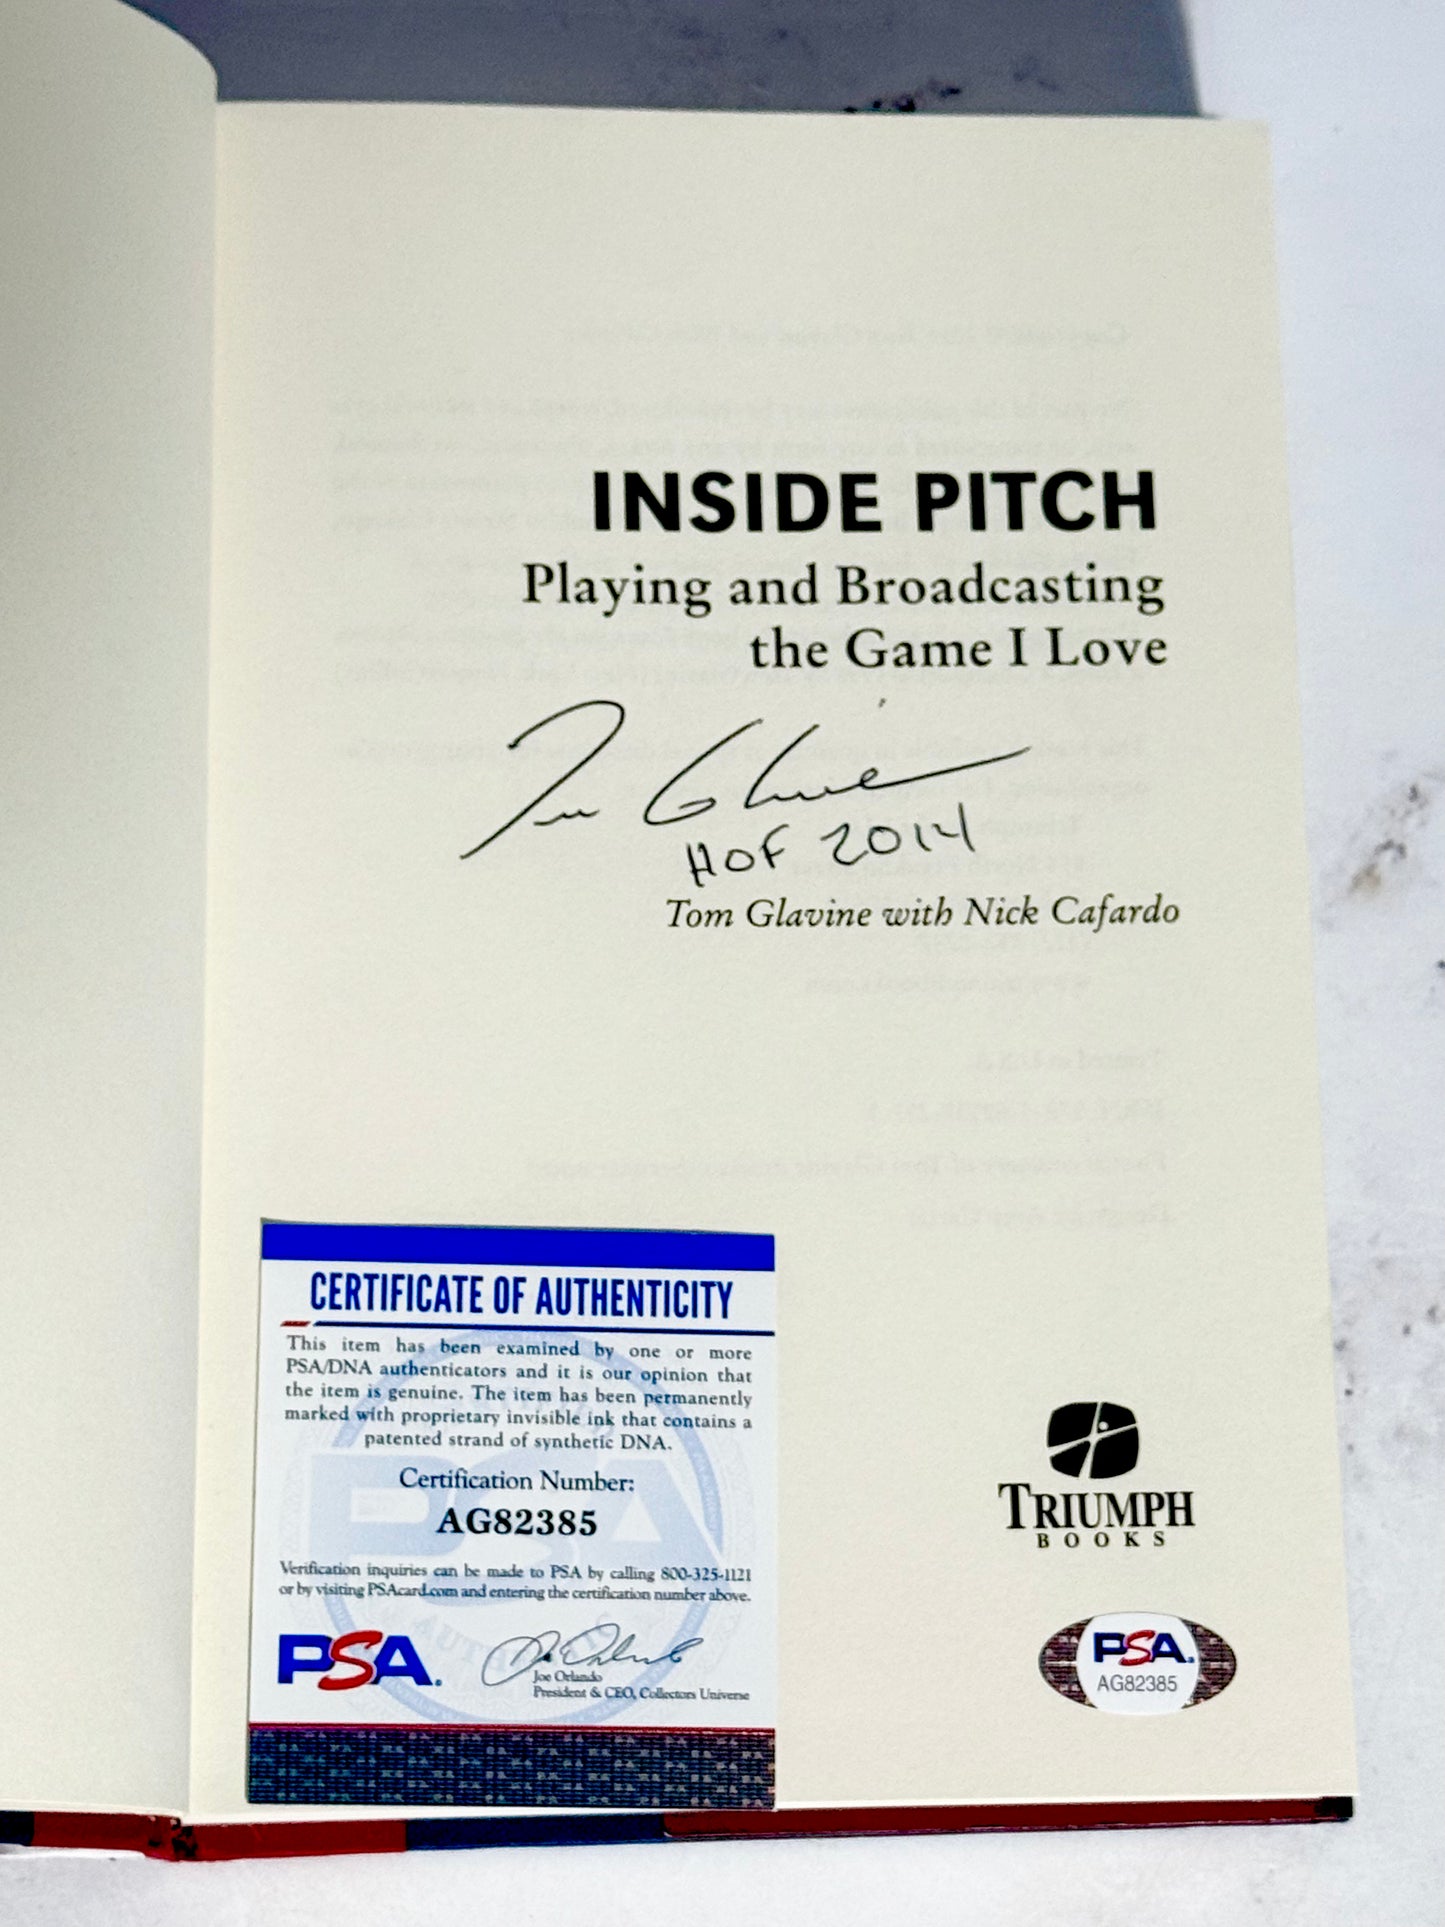 INSIDE PITCH
Playing and Broadcasting
the Game I Love
Tom Glavine
HOF 2014
Tom Glavine with Nick Cafardo
CERTIFICATE OF AUTHENTICITY
This item has been examined by one or more
PSA/DNA authenticators and it is our opinion that
the item is genuine. The item has been permanently
marked with proprietary invisible ink that contains a
patented strand of synthetic DNA.
Certification Number:
AG82385
Verification inquiries can be made to PSA by calling 800-325-1121
or by visiting PSAcard.com and entering the certification number above.
PSA.
Joe Orlando
Joe Orlando
President & CEO, Collectors Universe
TRIUMPH
BOOKS
PSA.
AG82385